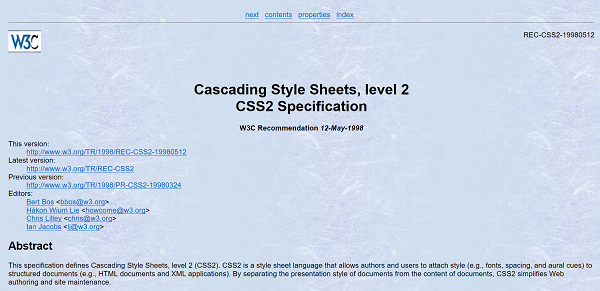 next contents properties index
W3C
REC-CSS2-19980512
Cascading Style Sheets, level 2
CSS2 Specification
W3C Recommendation 12-May-1998
This version:
http://www.w3.org/TR/1998/REC-CSS2-19980512
Latest version:
http://www.w3.org/TR/REC-CSS2
Previous version:
http://www.w3.org/TR/1998/PR-CSS2-19980324
Editors:
Bert Bos <bbos@w3.org>
Håkon Wium Lie <howcome@w3.org>
Chris Lilley <chris@w3.org>
Ian Jacobs <ij@w3.org>
Abstract
This specification defines Cascading Style Sheets, level 2 (CSS2). CSS2 is a style sheet language that allows authors and users to attach style (e.g., fonts, spacing, and aural cues) to
structured documents (e.g., HTML documents and XML applications). By separating the presentation style of documents from the content of documents, CSS2 simplifies Web
authoring and site maintenance.